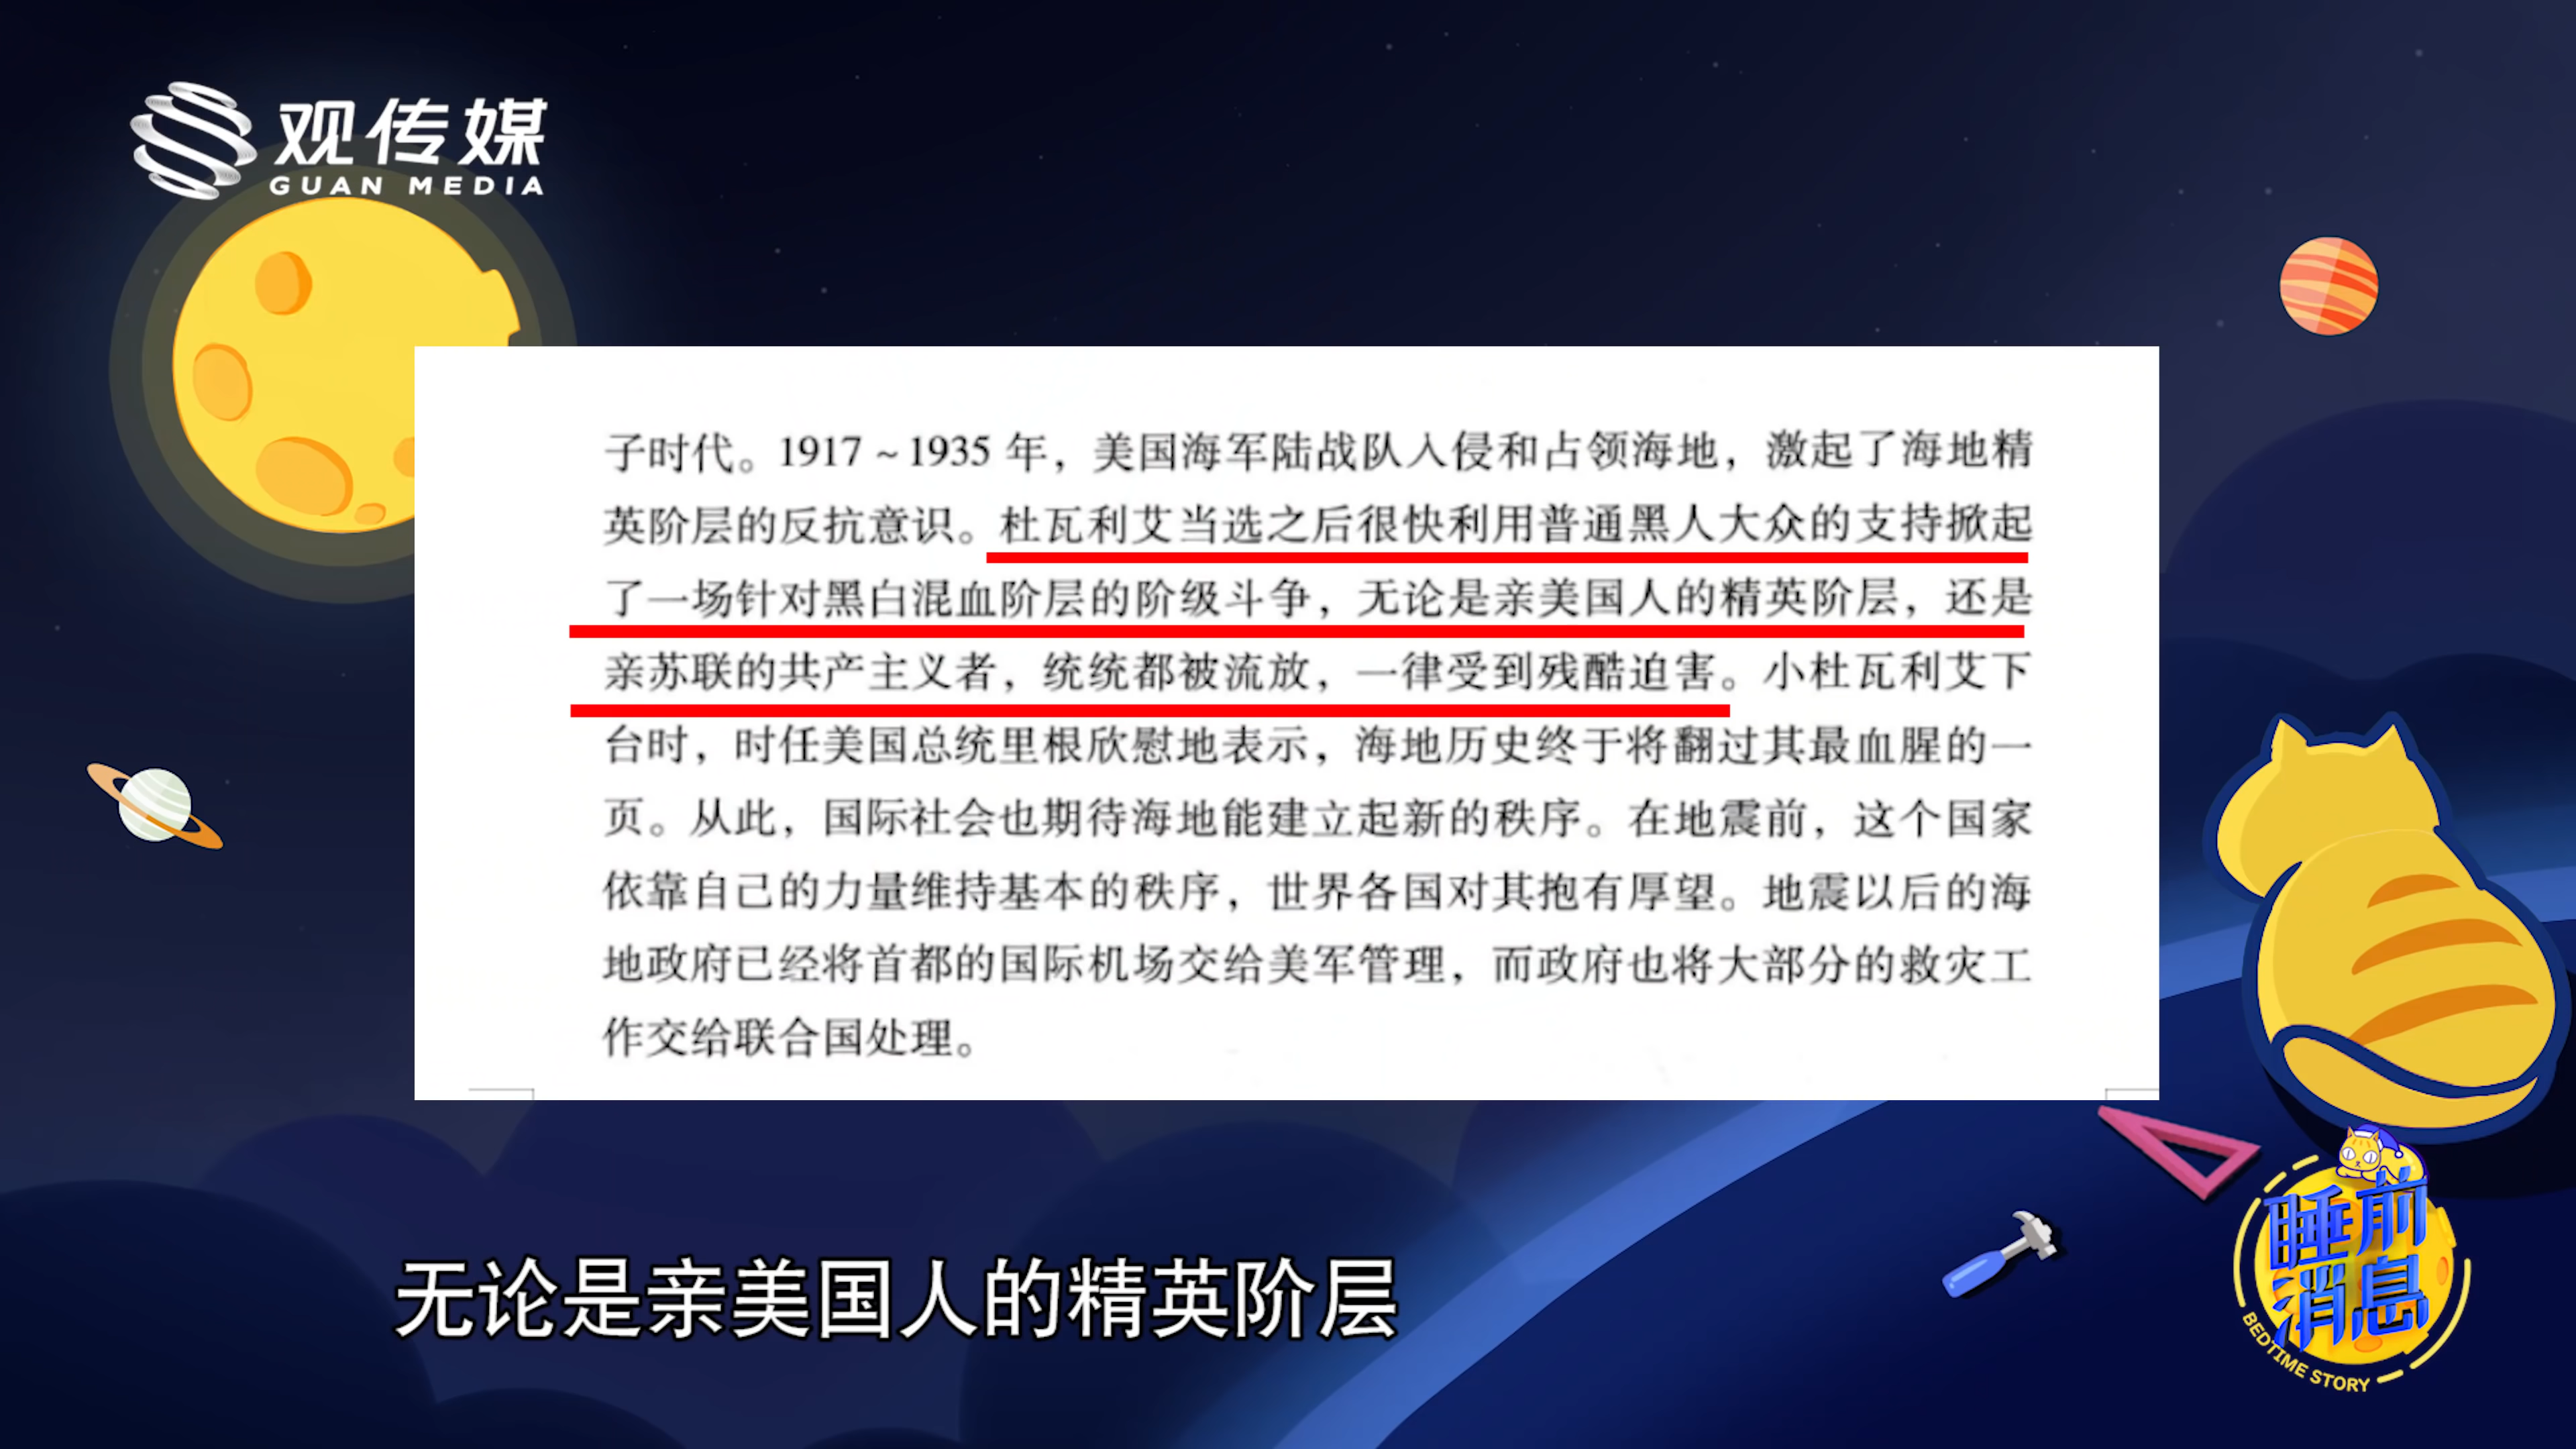 观传媒
GUAN MEDIA
子时代。1917～1935 年，美国海军陆战队入侵和占领海地，激起了海地精
英阶层的反抗意识。杜瓦利艾当选之后很快利用普通黑人大众的支持掀起
了一场针对黑白混血阶层的阶级斗争，无论是亲美国人的精英阶层，还是
亲苏联的共产主义者，统统都被流放，一律受到残酷迫害。小杜瓦利艾下
台时，时任美国总统里根欣慰地表示，海地历史终于将翻过其最血腥的一
页。从此，国际社会也期待海地能建立起新的秩序。在地震前，这个国家
依靠自己的力量维持基本的秩序，世界各国对其抱有厚望。地震以后的海
地政府已经将首都的国际机场交给美军管理，而政府也将大部分的救灾工
作交给联合国处理。
无论是亲美国人的精英阶层
睡前
消息
BEDTIME STORY